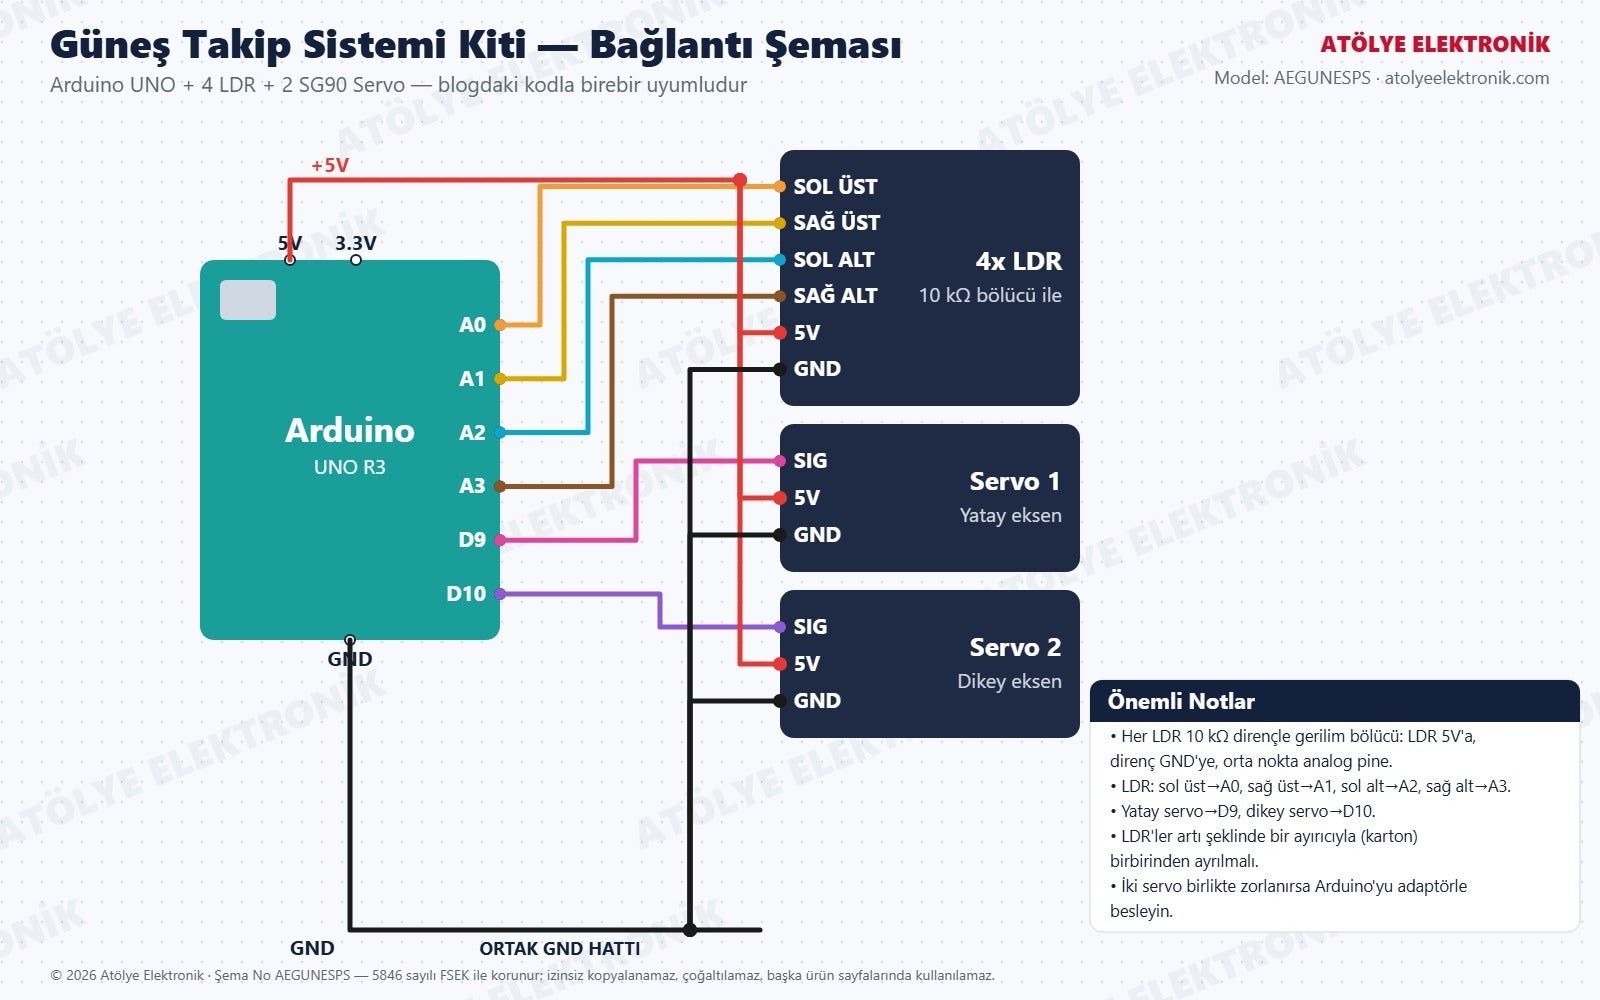 Güneş Takip Sistemi Kiti — Bağlantı Şeması
Arduino UNO + 4 LDR + 2 SG90 Servo — blogdaki kodla birebir uyumludur
ATÖLYE ELEKTRONİK
Model: AEGUNESPS · atolyeelektronik.com
+5V
5V
3.3V
A0
A1
A2
A3
D9
D10
Arduino
UNO R3
GND
SOL ÜST
SAĞ ÜST
SOL ALT
SAĞ ALT
5V
GND
4x LDR
10 kΩ bölücü ile
SIG
5V
GND
Servo 1
Yatay eksen
SIG
5V
GND
Servo 2
Dikey eksen
Önemli Notlar
• Her LDR 10 kΩ dirençle gerilim bölücü: LDR 5V'a,
direnç GND'ye, orta nokta analog pine.
• LDR: sol üst→A0, sağ üst→A1, sol alt→A2, sağ alt→A3.
• Yatay servo→D9, dikey servo→D10.
• LDR'ler artı şeklinde bir ayırıcıyla (karton)
birbirinden ayrılmalı.
• İki servo birlikte zorlanırsa Arduino'yu adaptörle
besleyin.
GND
ORTAK GND HATTI
© 2026 Atölye Elektronik · Şema No AEGUNESPS — 5846 sayılı FSEK ile korunur; izinsiz kopyalanamaz, çoğaltılamaz, başka ürün sayfalarında kullanılamaz.
ATÖLYE ELEKTRONİK